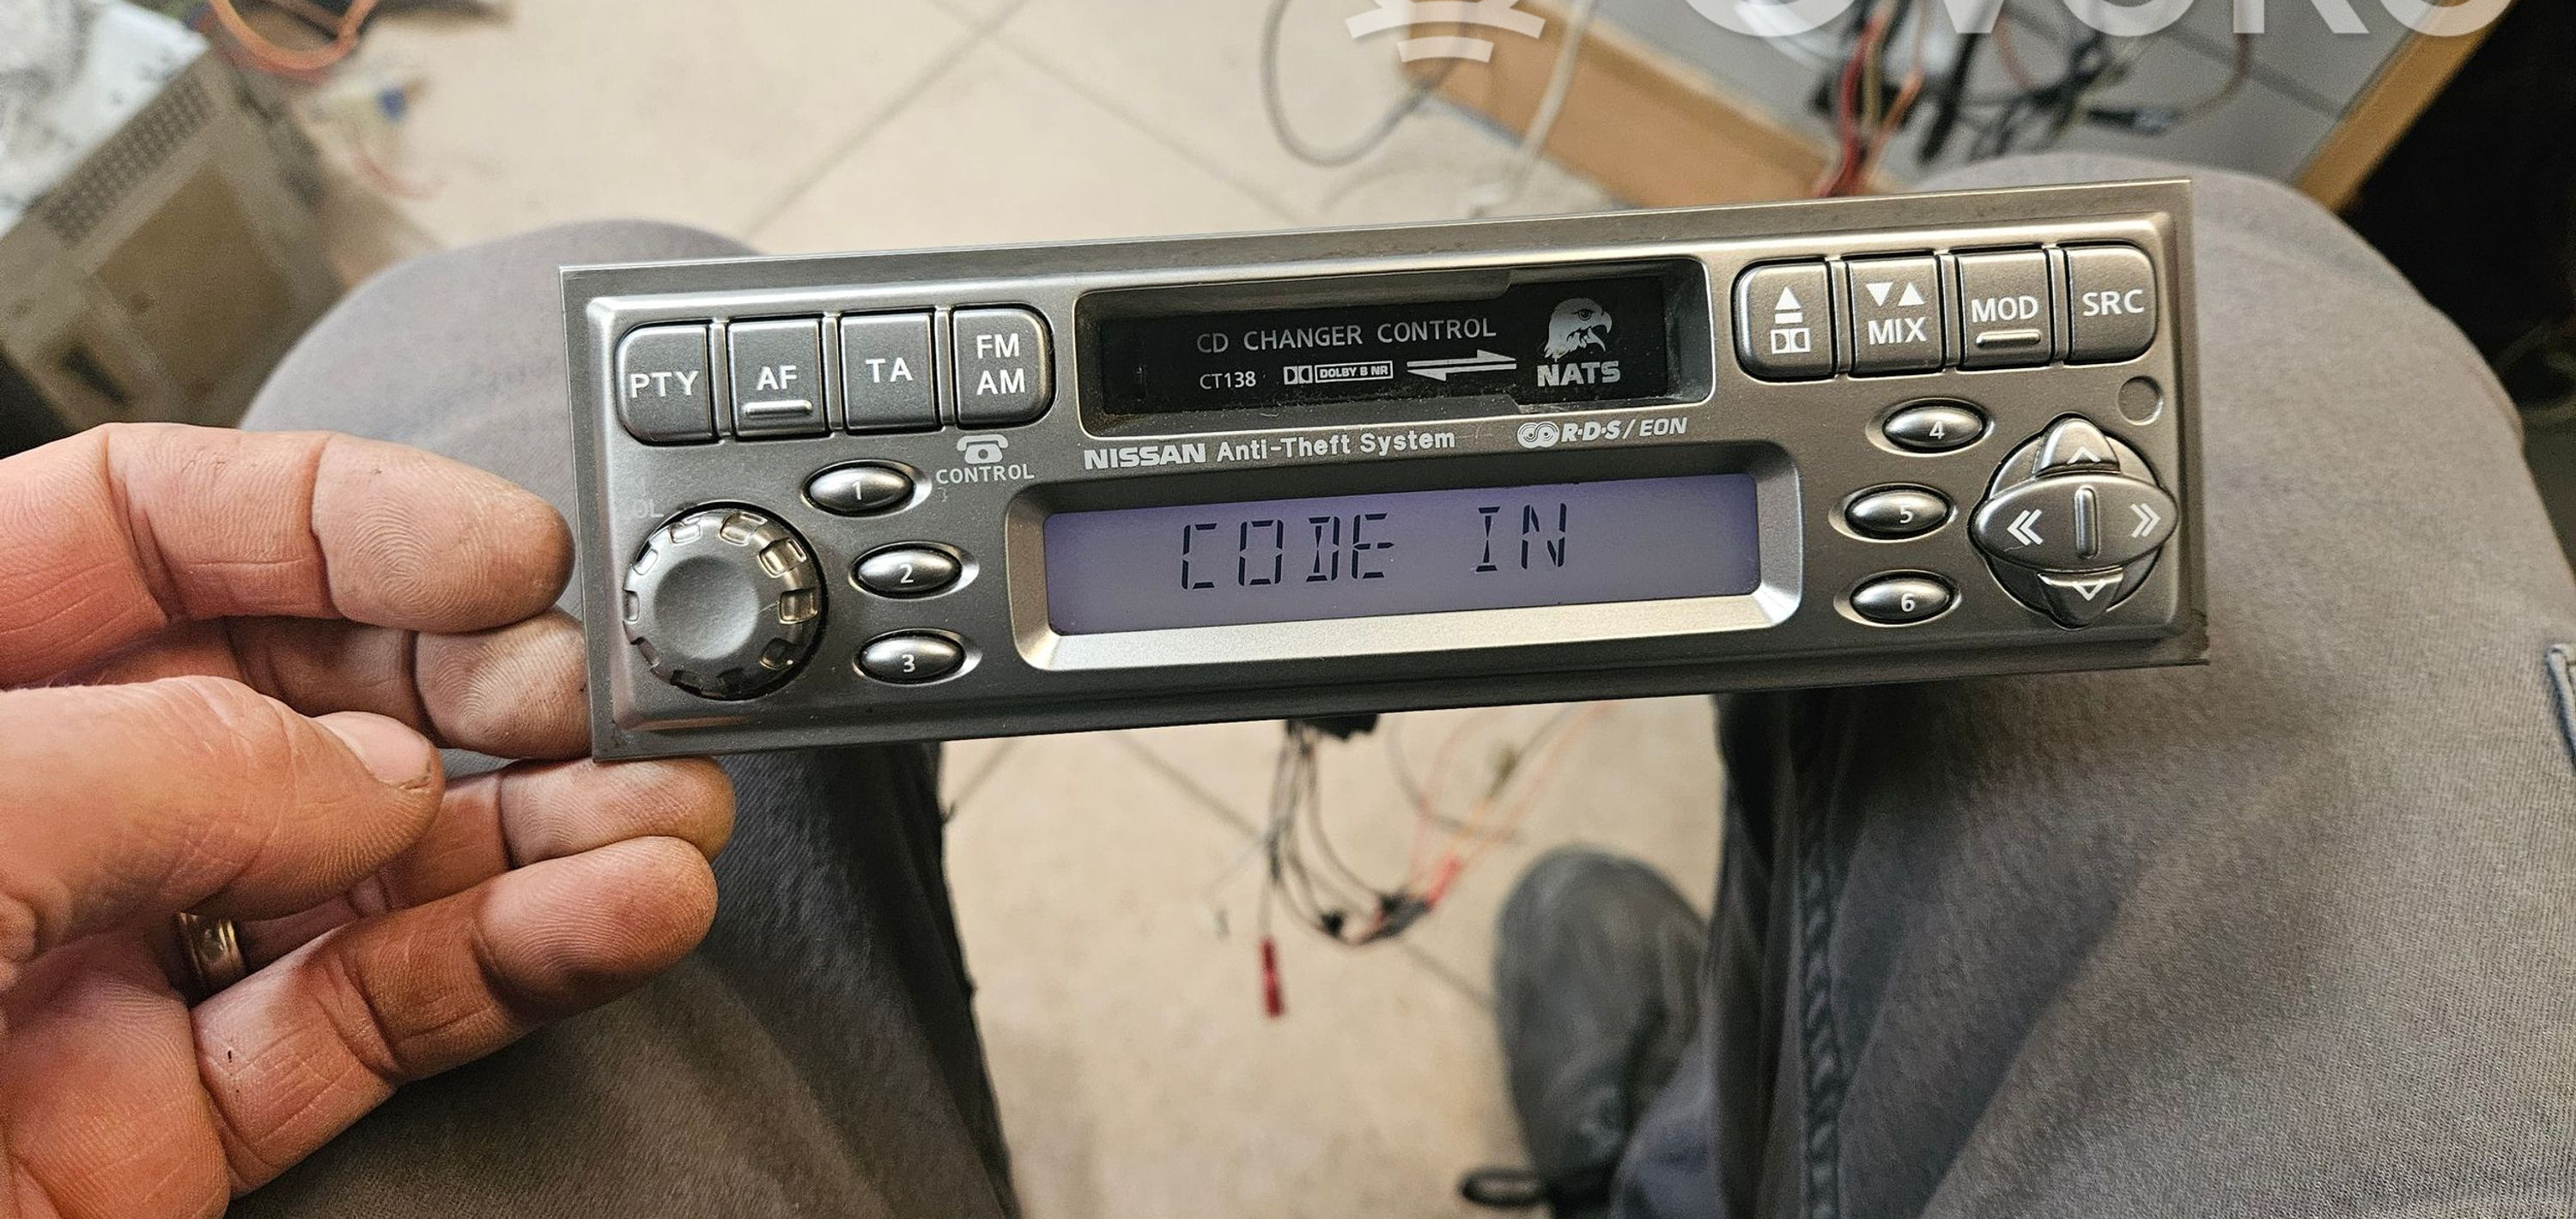 PTY
AF
TA
FM
AM
CD CHANGER CONTROL
CT138 DOLBY B NR
NATS
MIX
MOD
SRC
CONTROL
NISSAN Anti-Theft System
R·D·S/EON
1
2
3
CODE IN
4
5
6